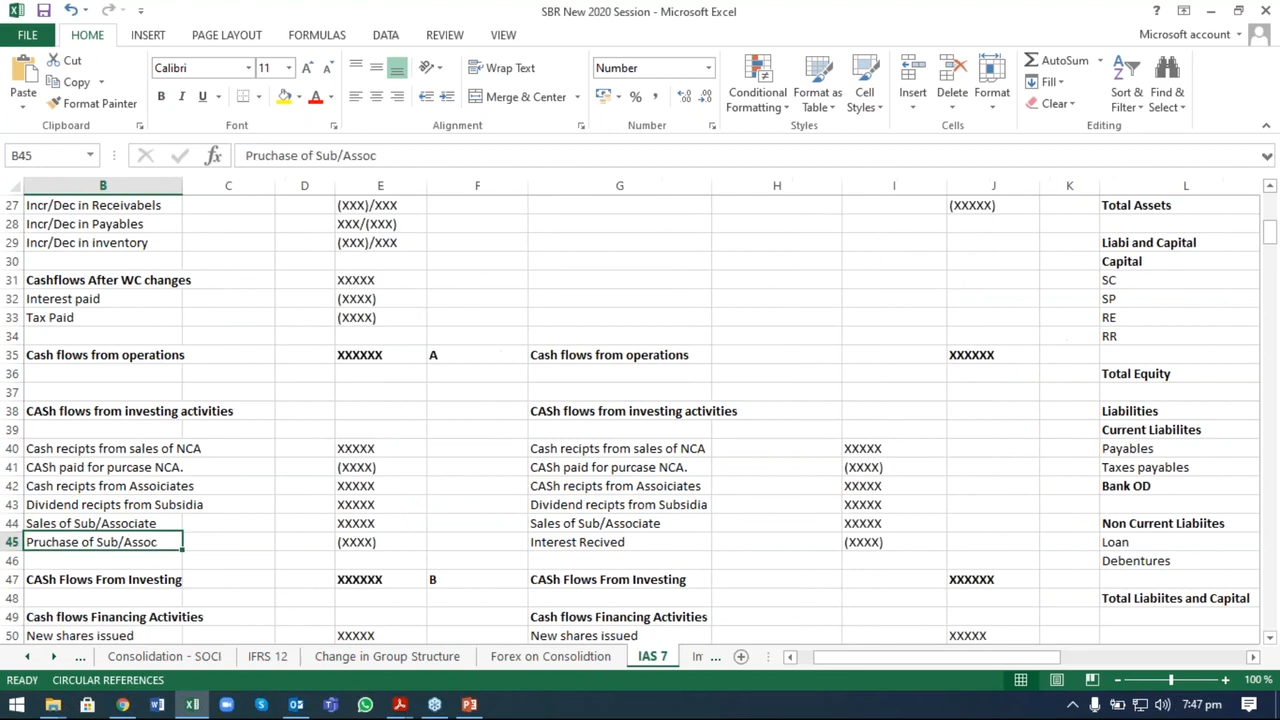 SBR New 2020 Session - Microsoft Excel
FILE HOME INSERT PAGE LAYOUT FORMULAS DATA REVIEW VIEW Microsoft account
Paste Cut Copy Format Painter Clipboard
Calibri 11 B I U A Font
Wrap Text Merge & Center Alignment
Number % , Number
Conditional Formatting Format as Table Cell Styles Styles
Insert Delete Format Cells
AutoSum Fill Clear Sort & Filter Find & Select Editing
B45 fx Pruchase of Sub/Assoc
B C D E F G H I J K L
27 Incr/Dec in Receivabels (XXX)/XXX (XXXXX) Total Assets
28 Incr/Dec in Payables XXX/(XXX)
29 Incr/Dec in inventory (XXX)/XXX Liabi and Capital
30 Capital
31 Cashflows After WC changes XXXXX SC
32 Interest paid (XXXX) SP
33 Tax Paid (XXXX) RE
34 RR
35 Cash flows from operations XXXXXX A Cash flows from operations XXXXXX
36 Total Equity
37
38 CASh flows from investing activities CASh flows from investing activities Liabilities
39 Current Liabilites
40 Cash recipts from sales of NCA XXXXX Cash recipts from sales of NCA XXXXX Payables
41 CASh paid for purcase NCA. (XXXX) CASh paid for purcase NCA. (XXXX) Taxes payables
42 Cash recipts from Assoiciates XXXXX CASh recipts from Assoiciates XXXXX Bank OD
43 Dividend recipts from Subsidia XXXXX Dividend recipts from Subsidia XXXXX
44 Sales of Sub/Associate XXXXX Sales of Sub/Associate XXXXX Non Current Liabiites
45 Pruchase of Sub/Assoc (XXXX) Interest Recived (XXXX) Loan
46 Debentures
47 CASh Flows From Investing XXXXXX B CASh Flows From Investing XXXXXX
48 Total Liabiites and Capital
49 Cash flows Financing Activities Cash flows Financing Activities
50 New shares issued XXXXX New shares issued XXXXX
... Consolidation - SOCI IFRS 12 Change in Group Structure Forex on Consolidtion IAS 7 In ...
READY CIRCULAR REFERENCES 100 %
7:47 pm